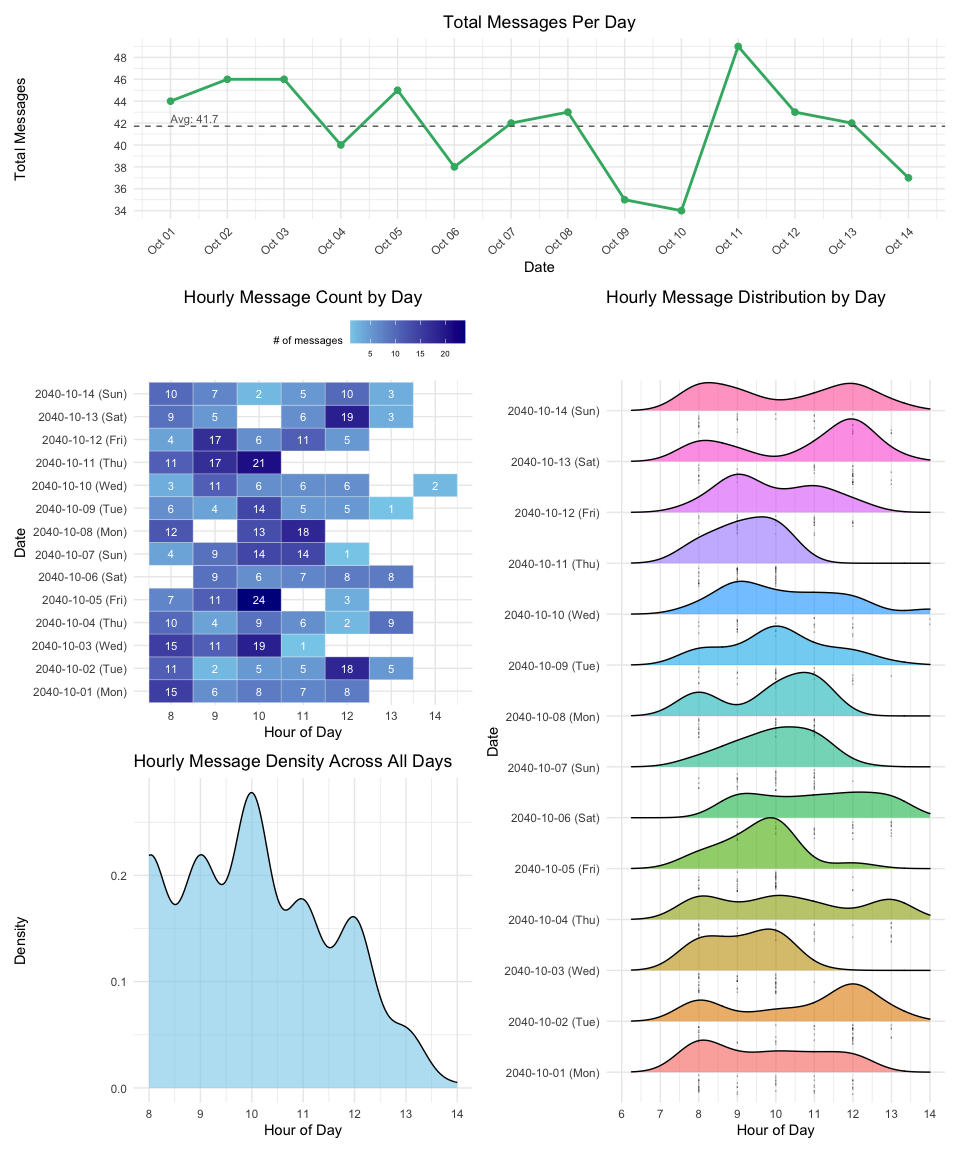 Total Messages Per Day
Total Messages
48
46
44
42
40
38
36
34
Avg: 41.7
Oct 01 Oct 02 Oct 03 Oct 04 Oct 05 Oct 06 Oct 07 Oct 08 Oct 09 Oct 10 Oct 11 Oct 12 Oct 13 Oct 14
Date
Hourly Message Count by Day
# of messages
5 10 15 20
Date
2040-10-14 (Sun) 10 7 2 5 10 3
2040-10-13 (Sat) 9 5 6 19 3
2040-10-12 (Fri) 4 17 6 11 5
2040-10-11 (Thu) 11 17 21
2040-10-10 (Wed) 3 11 6 6 6 2
2040-10-09 (Tue) 6 4 14 5 5 1
2040-10-08 (Mon) 12 13 18
2040-10-07 (Sun) 4 9 14 14 1
2040-10-06 (Sat) 9 6 7 8 8
2040-10-05 (Fri) 7 11 24 3
2040-10-04 (Thu) 10 4 9 6 2 9
2040-10-03 (Wed) 15 11 19 1
2040-10-02 (Tue) 11 2 5 5 18 5
2040-10-01 (Mon) 15 6 8 7 8
8 9 10 11 12 13 14
Hour of Day
Hourly Message Density Across All Days
Density
0.2
0.1
0.0
8 9 10 11 12 13 14
Hour of Day
Hourly Message Distribution by Day
Date
2040-10-14 (Sun)
2040-10-13 (Sat)
2040-10-12 (Fri)
2040-10-11 (Thu)
2040-10-10 (Wed)
2040-10-09 (Tue)
2040-10-08 (Mon)
2040-10-07 (Sun)
2040-10-06 (Sat)
2040-10-05 (Fri)
2040-10-04 (Thu)
2040-10-03 (Wed)
2040-10-02 (Tue)
2040-10-01 (Mon)
6 7 8 9 10 11 12 13 14
Hour of Day